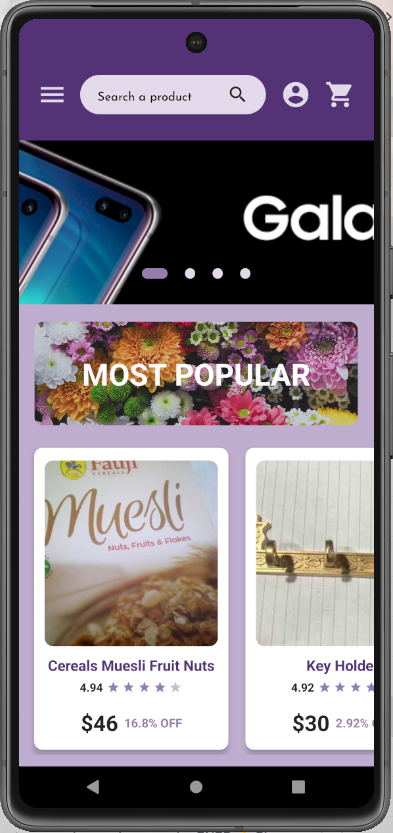 Search a product
Gala
MOST POPULAR
Fauji
CEREALS
Muesli
Nuts, Fruits & Flakes
Cereals Muesli Fruit Nuts
4.94
$46 16.8% OFF
Key Holde
4.92
$30 2.92%